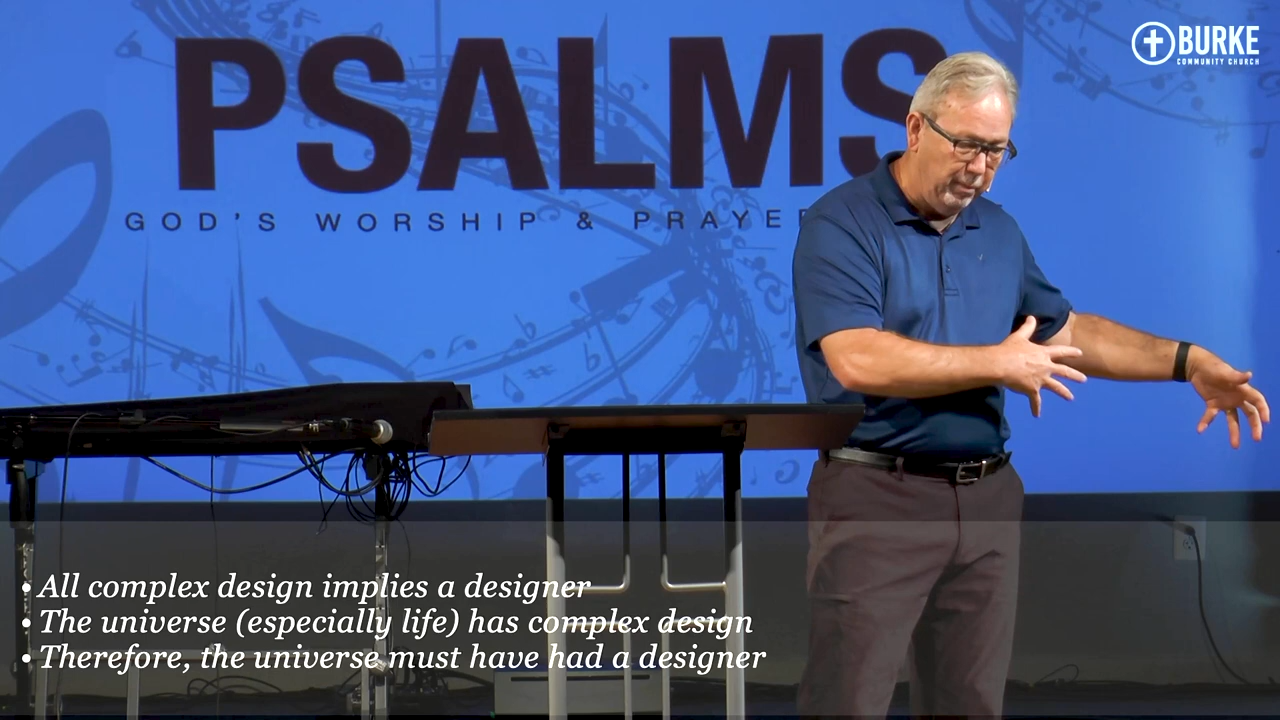 PSALMS
GOD'S WORSHIP & PRAYE
BURKE
COMMUNITY CHURCH
• All complex design implies a designer
• The universe (especially life) has complex design
• Therefore, the universe must have had a designer